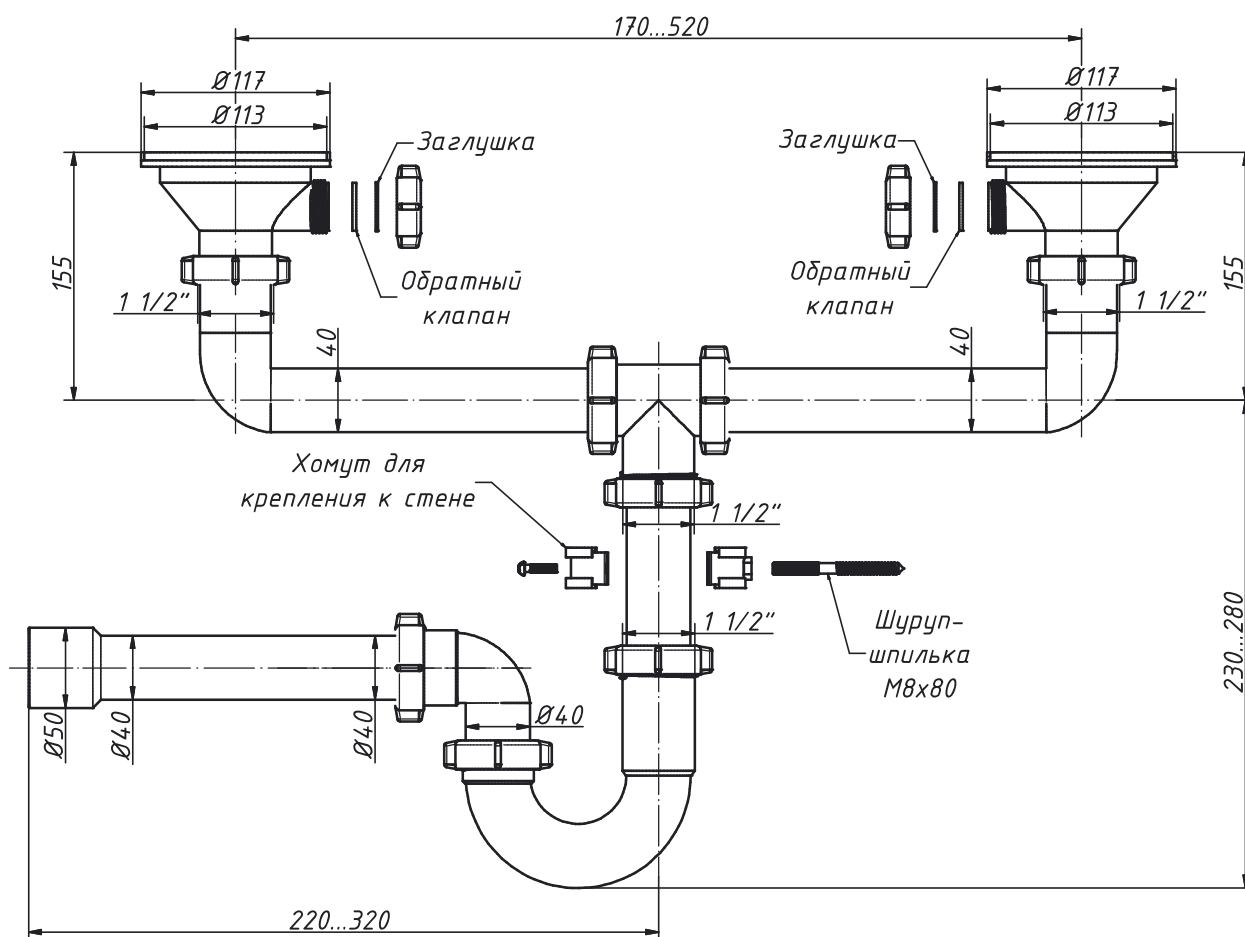 170...520
Ø117
Ø117
Ø113
Ø113
Заглушка
Заглушка
155
155
Обратный
клапан
Обратный
клапан
1 1/2"
1 1/2"
40
40
Хомут для
крепления к стене
1 1/2"
1 1/2"
Шуруп-
шпилька
М8х80
230...280
Ø50
Ø40
Ø40
Ø40
220...320